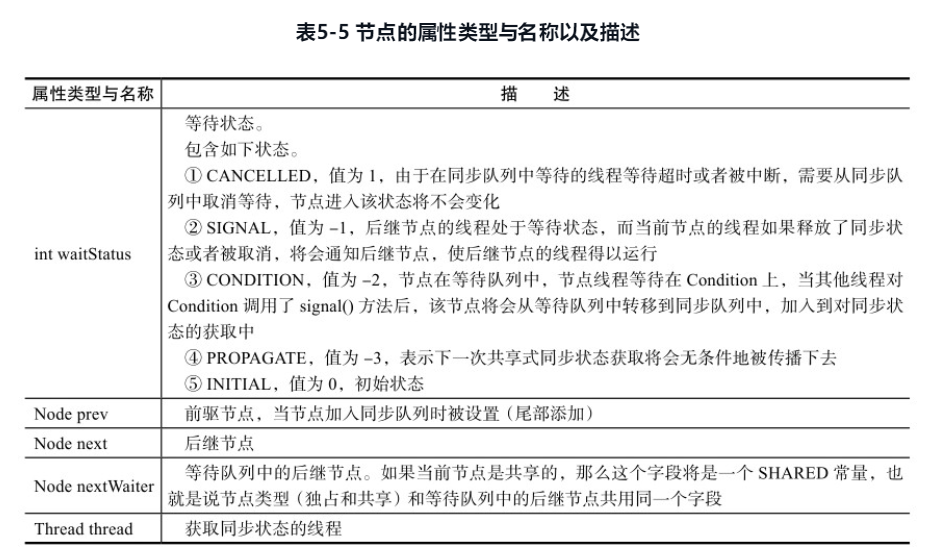 表5-5 节点的属性类型与名称以及描述
属性类型与名称 描 述
int waitStatus
等待状态。
包含如下状态。
① CANCELLED，值为 1，由于在同步队列中等待的线程等待超时或者被中断，需要从同步队
列中取消等待，节点进入该状态将不会变化
② SIGNAL，值为 –1，后继节点的线程处于等待状态，而当前节点的线程如果释放了同步状
态或者被取消，将会通知后继节点，使后继节点的线程得以运行
③ CONDITION，值为 –2，节点在等待队列中，节点线程等待在 Condition 上，当其他线程对
Condition 调用了 signal() 方法后，该节点将会从等待队列中转移到同步队列中，加入到对同步状
态的获取中
④ PROPAGATE，值为 –3，表示下一次共享式同步状态获取将会无条件地被传播下去
⑤ INITIAL，值为 0，初始状态
Node prev 前驱节点，当节点加入同步队列时被设置（尾部添加）
Node next 后继节点
Node nextWaiter
等待队列中的后继节点。如果当前节点是共享的，那么这个字段将是一个 SHARED 常量，也
就是说节点类型（独占和共享）和等待队列中的后继节点共用同一个字段
Thread thread 获取同步状态的线程